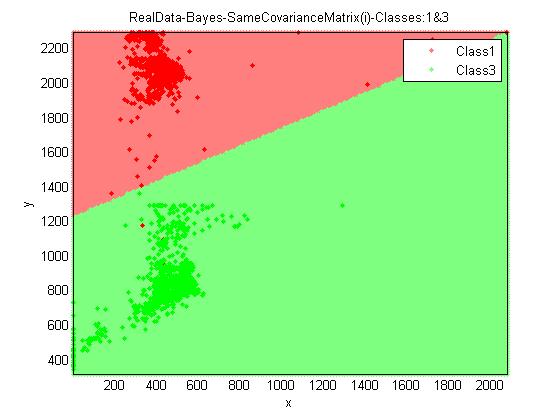 RealData-Bayes-SameCovarianceMatrix(i)-Classes:1&3
Class1
Class3
2200
2000
1800
1600
1400
1200
1000
800
600
400
y
200 400 600 800 1000 1200 1400 1600 1800 2000
x